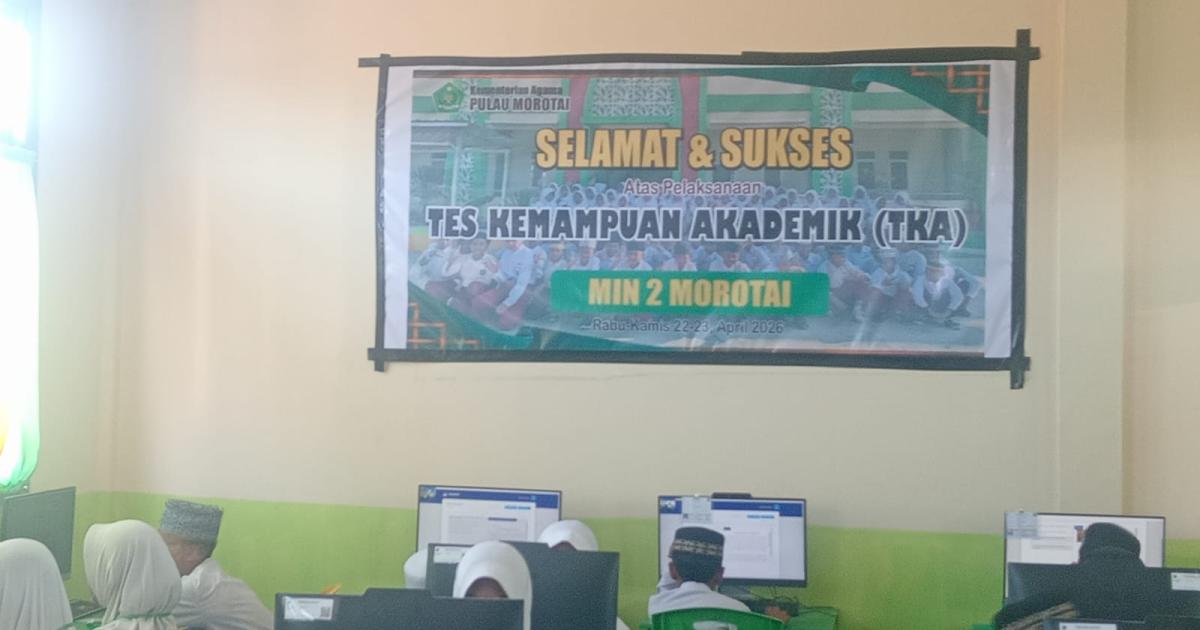 Kementerian Agama
PULAU MOROTAI
SELAMAT & SUKSES
Atas Pelaksanaan
TES KEMAMPUAN AKADEMIK (TKA)
MIN 2 MOROTAI
Rabu-Kamis 22-23, April 2026